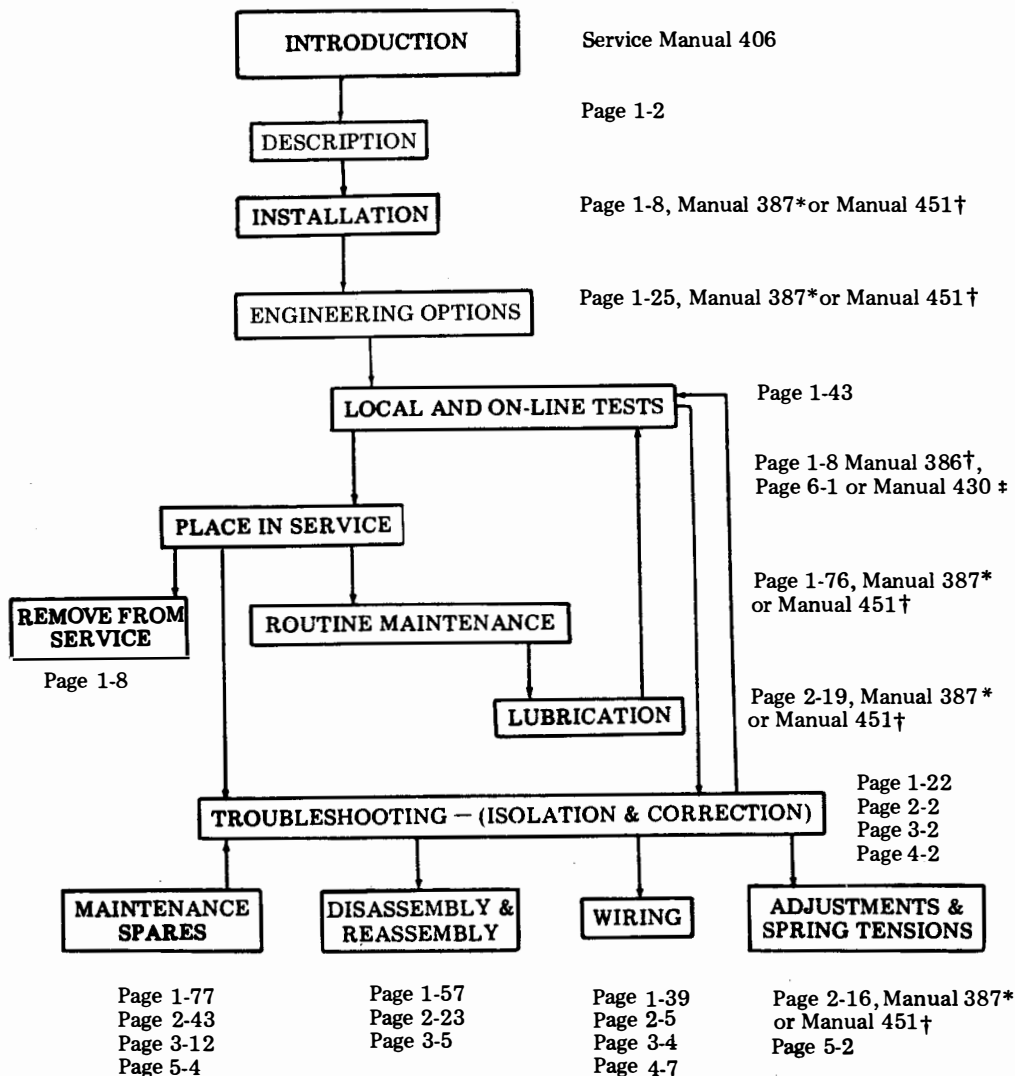 INTRODUCTION
Service Manual 406
Page 1-2
DESCRIPTION
INSTALLATION
Page 1-8, Manual 387* or Manual 451†
ENGINEERING OPTIONS
Page 1-25, Manual 387* or Manual 451†
LOCAL AND ON-LINE TESTS
Page 1-43
Page 1-8 Manual 386†,
Page 6-1 or Manual 430 ‡
PLACE IN SERVICE
REMOVE FROM
SERVICE
Page 1-8
ROUTINE MAINTENANCE
Page 1-76, Manual 387*
or Manual 451†
LUBRICATION
Page 2-19, Manual 387*
or Manual 451†
TROUBLESHOOTING — (ISOLATION & CORRECTION)
Page 1-22
Page 2-2
Page 3-2
Page 4-2
MAINTENANCE
SPARES
Page 1-77
Page 2-43
Page 3-12
Page 5-4
DISASSEMBLY &
REASSEMBLY
Page 1-57
Page 2-23
Page 3-5
WIRING
Page 1-39
Page 2-5
Page 3-4
Page 4-7
ADJUSTMENTS &
SPRING TENSIONS
Page 2-16, Manual 387*
or Manual 451†
Page 5-2